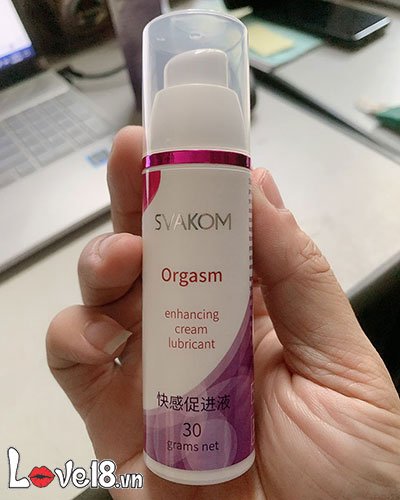 SVAKOM
Orgasm
enhancing
cream
lubricant
快感促进液
30
grams net
Love18.vn